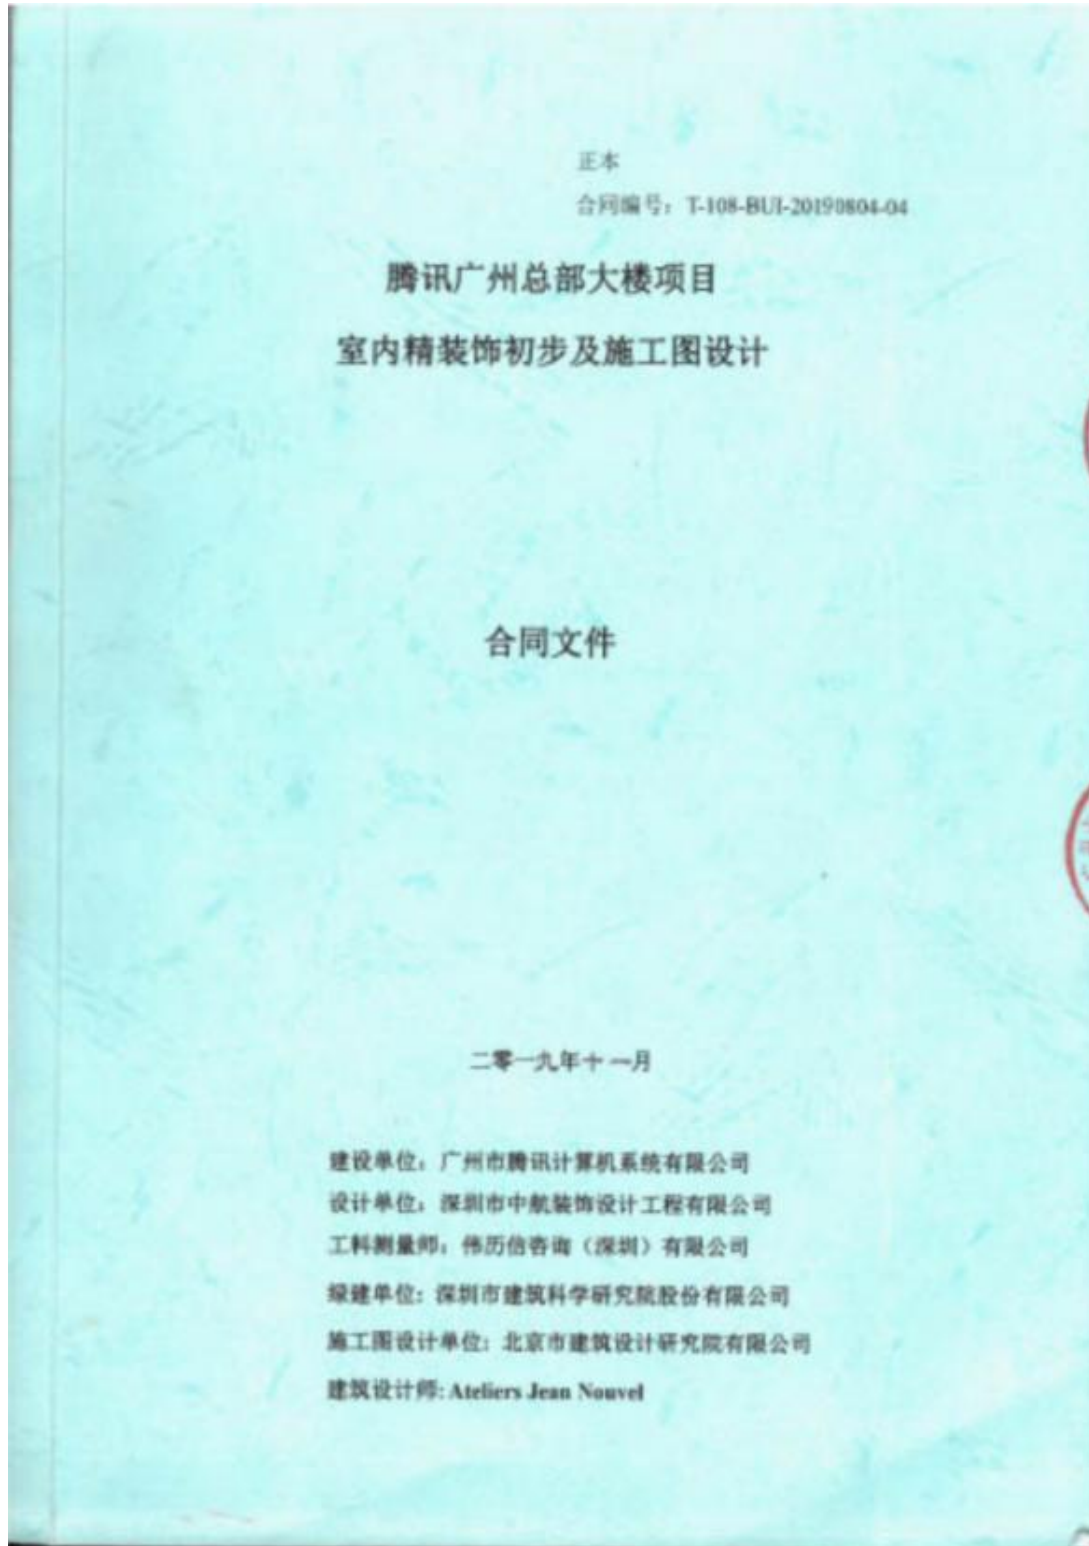 正本
合同编号：T-108-BUI-20190804-04
腾讯广州总部大楼项目
室内精装饰初步及施工图设计
合同文件
二零一九年十一月
建设单位：广州市腾讯计算机系统有限公司
设计单位：深圳市中航装饰设计工程有限公司
工料测量师：伟历信咨询（深圳）有限公司
绿建单位：深圳市建筑科学研究院股份有限公司
施工图设计单位：北京市建筑设计研究院有限公司
建筑设计师: Ateliers Jean Nouvel